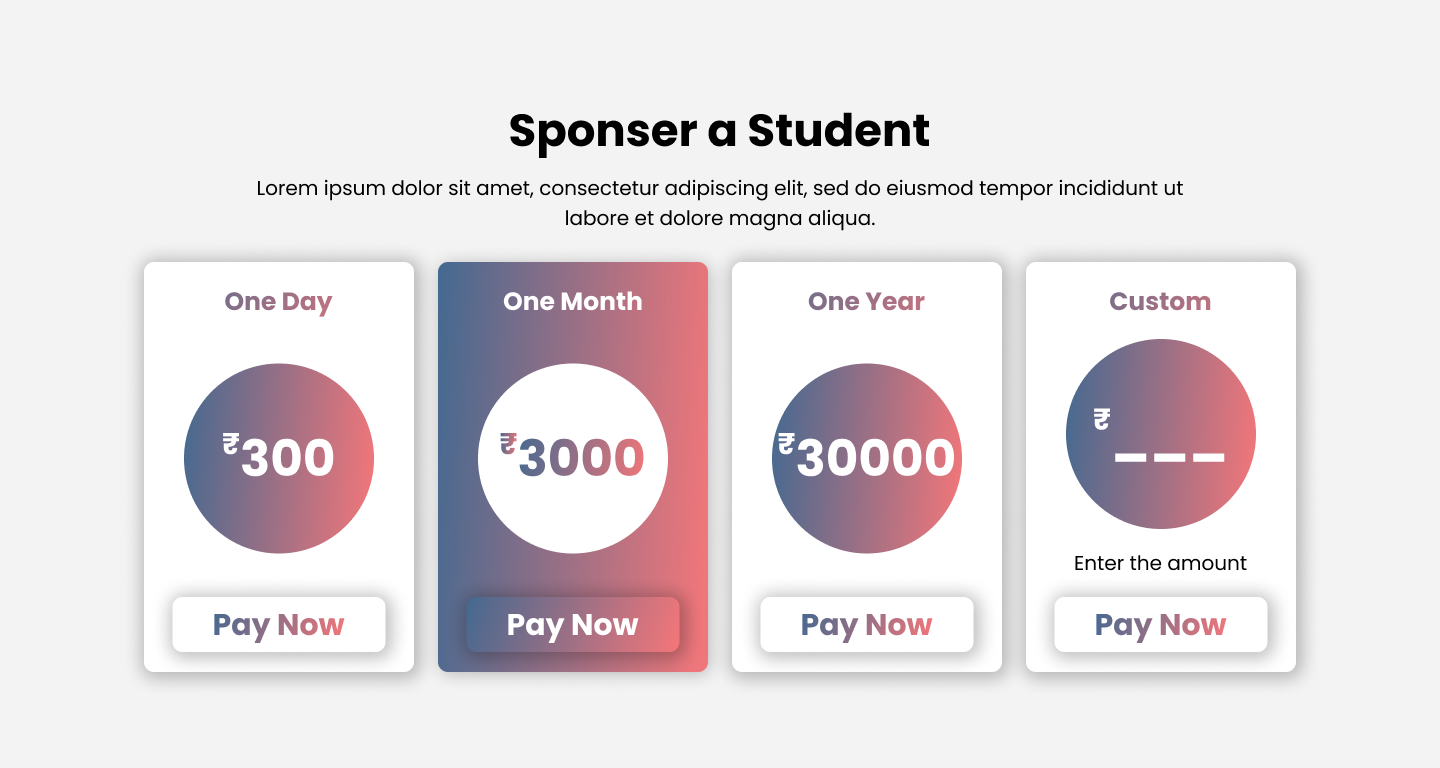 Sponser a Student
Lorem ipsum dolor sit amet, consectetur adipiscing elit, sed do eiusmod tempor incididunt ut
labore et dolore magna aliqua.
One Day
₹300
Pay Now
One Month
₹3000
Pay Now
One Year
₹30000
Pay Now
Custom
₹___
Enter the amount
Pay Now